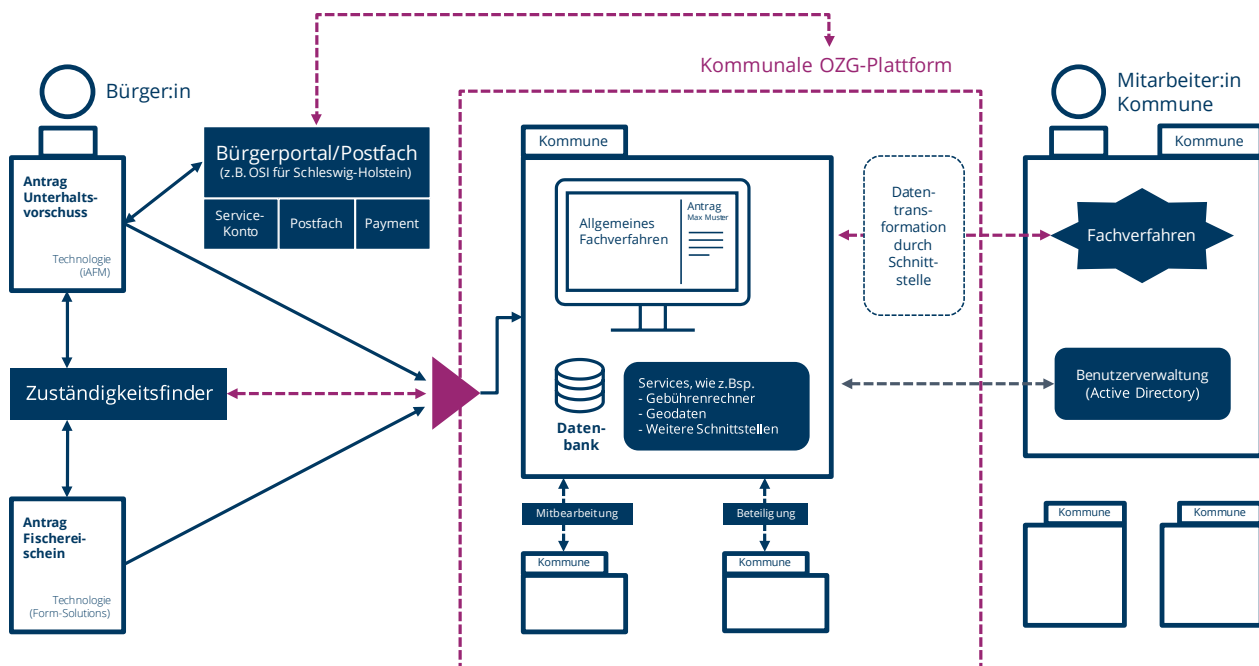 Kommunale OZG-Plattform
Bürger:in
Mitarbeiter:in
Kommune
Antrag
Unterhalts-
vorschuss
Technologie
(iAFM)
Bürgerportal/Postfach
(z.B. OSI für Schleswig-Holstein)
Service-
Konto
Postfach
Payment
Zuständigkeitsfinder
Antrag
Fischerei-
schein
Technologie
(Form-Solutions)
Kommune
Allgemeines
Fachverfahren
Antrag
Max Muster
Daten-
bank
Services, wie z.Bsp.
- Gebührenrechner
- Geodaten
- Weitere Schnittstellen
Mitbearbeitung
Beteiligung
Kommune
Kommune
Daten-
trans-
formation
durch
Schnitt-
stelle
Kommune
Fachverfahren
Benutzerverwaltung
(Active Directory)
Kommune
Kommune